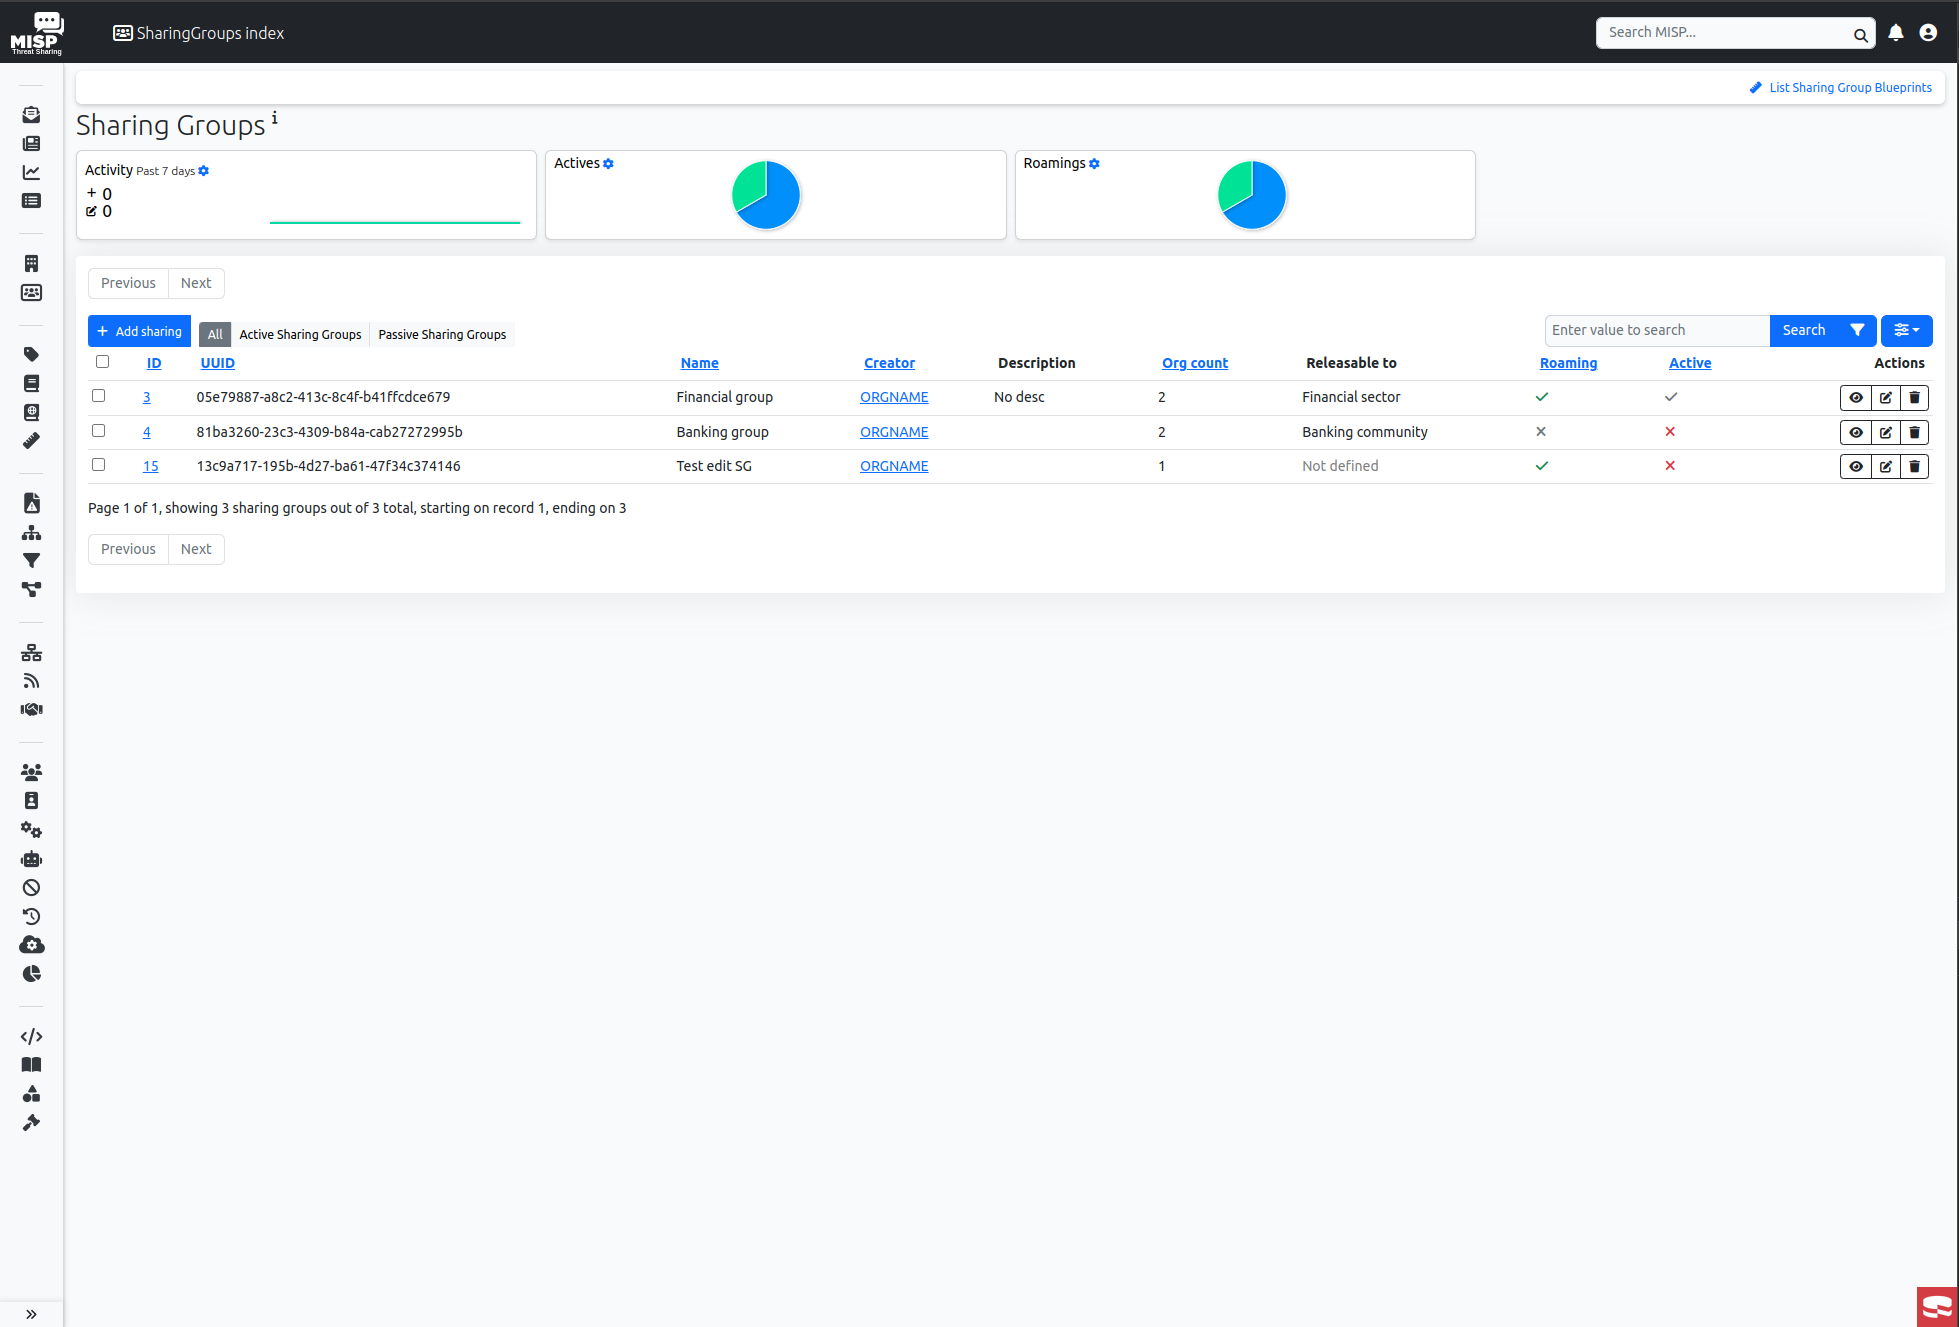 MISP
Threat Sharing
SharingGroups index
Search MISP...
List Sharing Group Blueprints
Sharing Groups i
Activity Past 7 days
+ 0
0
Actives
Roamings
Previous Next
+ Add sharing All Active Sharing Groups Passive Sharing Groups Enter value to search Search
ID UUID Name Creator Description Org count Releasable to Roaming Active Actions
3 05e79887-a8c2-413c-8c4f-b41ffcdce679 Financial group ORGNAME No desc 2 Financial sector
4 81ba3260-23c3-4309-b84a-cab27272995b Banking group ORGNAME 2 Banking community
15 13c9a717-195b-4d27-ba61-47f34c374146 Test edit SG ORGNAME 1 Not defined
Page 1 of 1, showing 3 sharing groups out of 3 total, starting on record 1, ending on 3
Previous Next